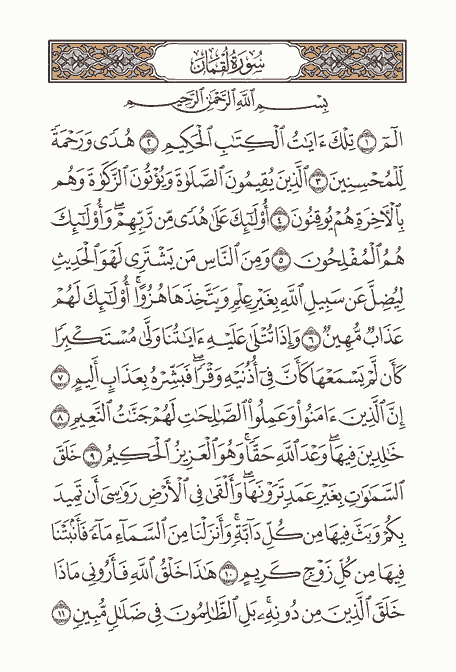 سُورَةُ لُقْمَان
بِسْمِ ٱللَّهِ ٱلرَّحْمَٰنِ ٱلرَّحِيمِ
الٓمٓ ١ تِلْكَ ءَايَٰتُ ٱلْكِتَٰبِ ٱلْحَكِيمِ ٢ هُدًى وَرَحْمَةً
لِّلْمُحْسِنِينَ ٣ ٱلَّذِينَ يُقِيمُونَ ٱلصَّلَوٰةَ وَيُؤْتُونَ ٱلزَّكَوٰةَ وَهُم
بِٱلْأٓخِرَةِ هُمْ يُوقِنُونَ ٤ أُو۟لَٰٓئِكَ عَلَىٰ هُدًى مِّن رَّبِّهِمْۖ وَأُو۟لَٰٓئِكَ
هُمُ ٱلْمُفْلِحُونَ ٥ وَمِنَ ٱلنَّاسِ مَن يَشْتَرِى لَهْوَ ٱلْحَدِيثِ
لِيُضِلَّ عَن سَبِيلِ ٱللَّهِ بِغَيْرِ عِلْمٍ وَيَتَّخِذَهَا هُزُوًاۚ أُو۟لَٰٓئِكَ لَهُمْ
عَذَابٌ مُّهِينٌ ٦ وَإِذَا تُتْلَىٰ عَلَيْهِ ءَايَٰتُنَا وَلَّىٰ مُسْتَكْبِرًا
كَأَن لَّمْ يَسْمَعْهَا كَأَنَّ فِىٓ أُذُنَيْهِ وَقْرًاۖ فَبَشِّرْهُ بِعَذَابٍ أَلِيمٍ ٧
إِنَّ ٱلَّذِينَ ءَامَنُوا۟ وَعَمِلُوا۟ ٱلصَّٰلِحَٰتِ لَهُمْ جَنَّٰتُ ٱلنَّعِيمِ ٨
خَٰلِدِينَ فِيهَاۖ وَعْدَ ٱللَّهِ حَقًّاۚ وَهُوَ ٱلْعَزِيزُ ٱلْحَكِيمُ ٩ خَلَقَ
ٱلسَّمَٰوَٰتِ بِغَيْرِ عَمَدٍ تَرَوْنَهَاۖ وَأَلْقَىٰ فِى ٱلْأَرْضِ رَوَٰسِىَ أَن تَمِيدَ
بِكُمْ وَبَثَّ فِيهَا مِن كُلِّ دَآبَّةٍۚ وَأَنزَلْنَا مِنَ ٱلسَّمَآءِ مَآءً فَأَنۢبَتْنَا
فِيهَا مِن كُلِّ زَوْجٍ كَرِيمٍ ١٠ هَٰذَا خَلْقُ ٱللَّهِ فَأَرُونِى مَاذَا
خَلَقَ ٱلَّذِينَ مِن دُونِهِۦۚ بَلِ ٱلظَّٰلِمُونَ فِى ضَلَٰلٍ مُّبِينٍ ١١